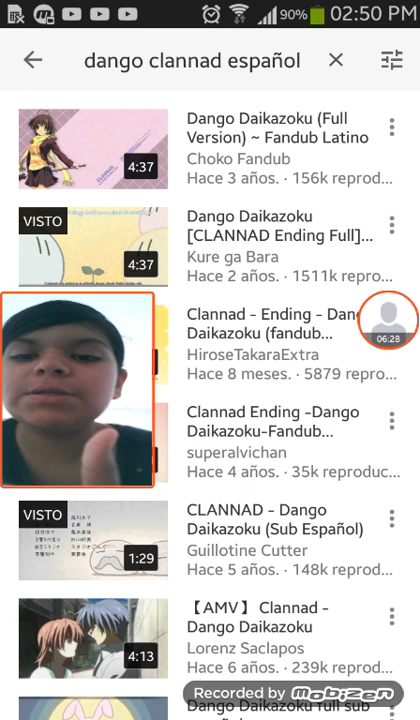 90% 02:50 PM
dango clannad español
Dango Daikazoku (Full
Version) ~ Fandub Latino
Choko Fandub
Hace 3 años. · 156k reprod...
4:37
VISTO
Dango Daikazoku
[CLANNAD Ending Full]...
Kure ga Bara
Hace 2 años. · 1511k repro...
4:37
Clannad - Ending - Dang
Daikazoku (fandub...
HiroseTakaraExtra
Hace 8 meses. · 5879 repro...
06:28
Clannad Ending -Dango
Daikazoku-Fandub...
superalvichan
Hace 4 años. · 35k reproduc...
VISTO
CLANNAD - Dango
Daikazoku (Sub Español)
Guillotine Cutter
Hace 5 años. · 148k reprod...
1:29
【AMV】 Clannad -
Dango Daikazoku
Lorenz Saclapos
Hace 6 años. · 239k reprod...
4:13
Recorded by Mobizen
Dango Daikazoku full sub